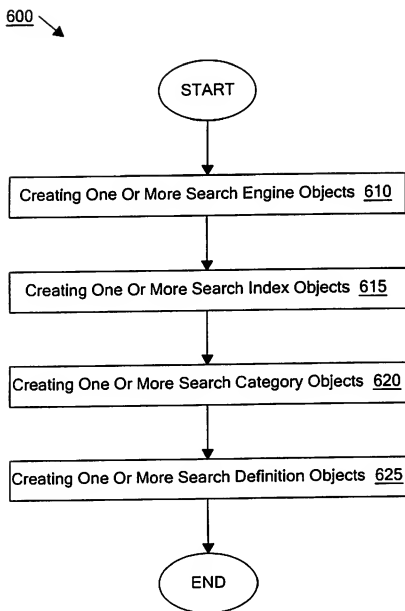 600
START
Creating One Or More Search Engine Objects 610
Creating One Or More Search Index Objects 615
Creating One Or More Search Category Objects 620
Creating One Or More Search Definition Objects 625
END